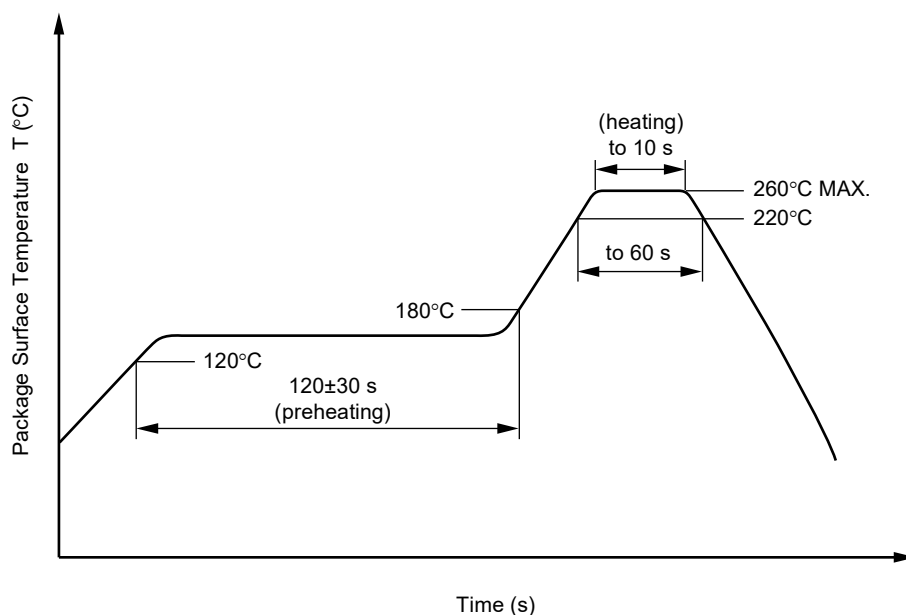 Package Surface Temperature T (°C)
(heating)
to 10 s
260°C MAX.
220°C
to 60 s
180°C
120°C
120±30 s
(preheating)
Time (s)